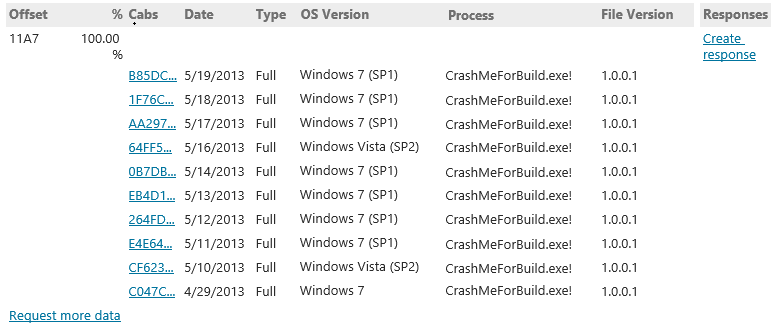 Offset % Cabs Date Type OS Version Process File Version Responses
11A7 100.00 % Create response
B85DC... 5/19/2013 Full Windows 7 (SP1) CrashMeForBuild.exe! 1.0.0.1
1F76C... 5/18/2013 Full Windows 7 (SP1) CrashMeForBuild.exe! 1.0.0.1
AA297... 5/17/2013 Full Windows 7 (SP1) CrashMeForBuild.exe! 1.0.0.1
64FF5... 5/16/2013 Full Windows Vista (SP2) CrashMeForBuild.exe! 1.0.0.1
0B7DB... 5/14/2013 Full Windows 7 (SP1) CrashMeForBuild.exe! 1.0.0.1
EB4D1... 5/13/2013 Full Windows 7 (SP1) CrashMeForBuild.exe! 1.0.0.1
264FD... 5/12/2013 Full Windows 7 (SP1) CrashMeForBuild.exe! 1.0.0.1
E4E64... 5/11/2013 Full Windows 7 (SP1) CrashMeForBuild.exe! 1.0.0.1
CF623... 5/10/2013 Full Windows Vista (SP2) CrashMeForBuild.exe! 1.0.0.1
C047C... 4/29/2013 Full Windows 7 CrashMeForBuild.exe! 1.0.0.1
Request more data